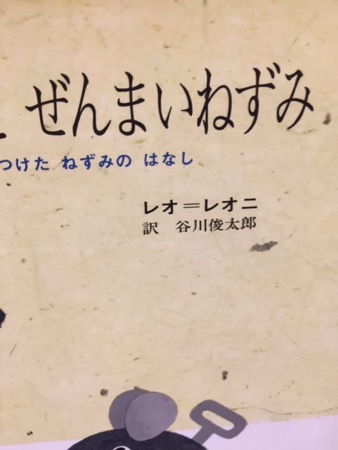 ぜんまいねずみ
つけた ねずみの はなし
レオ＝レオニ
訳 谷川俊太郎